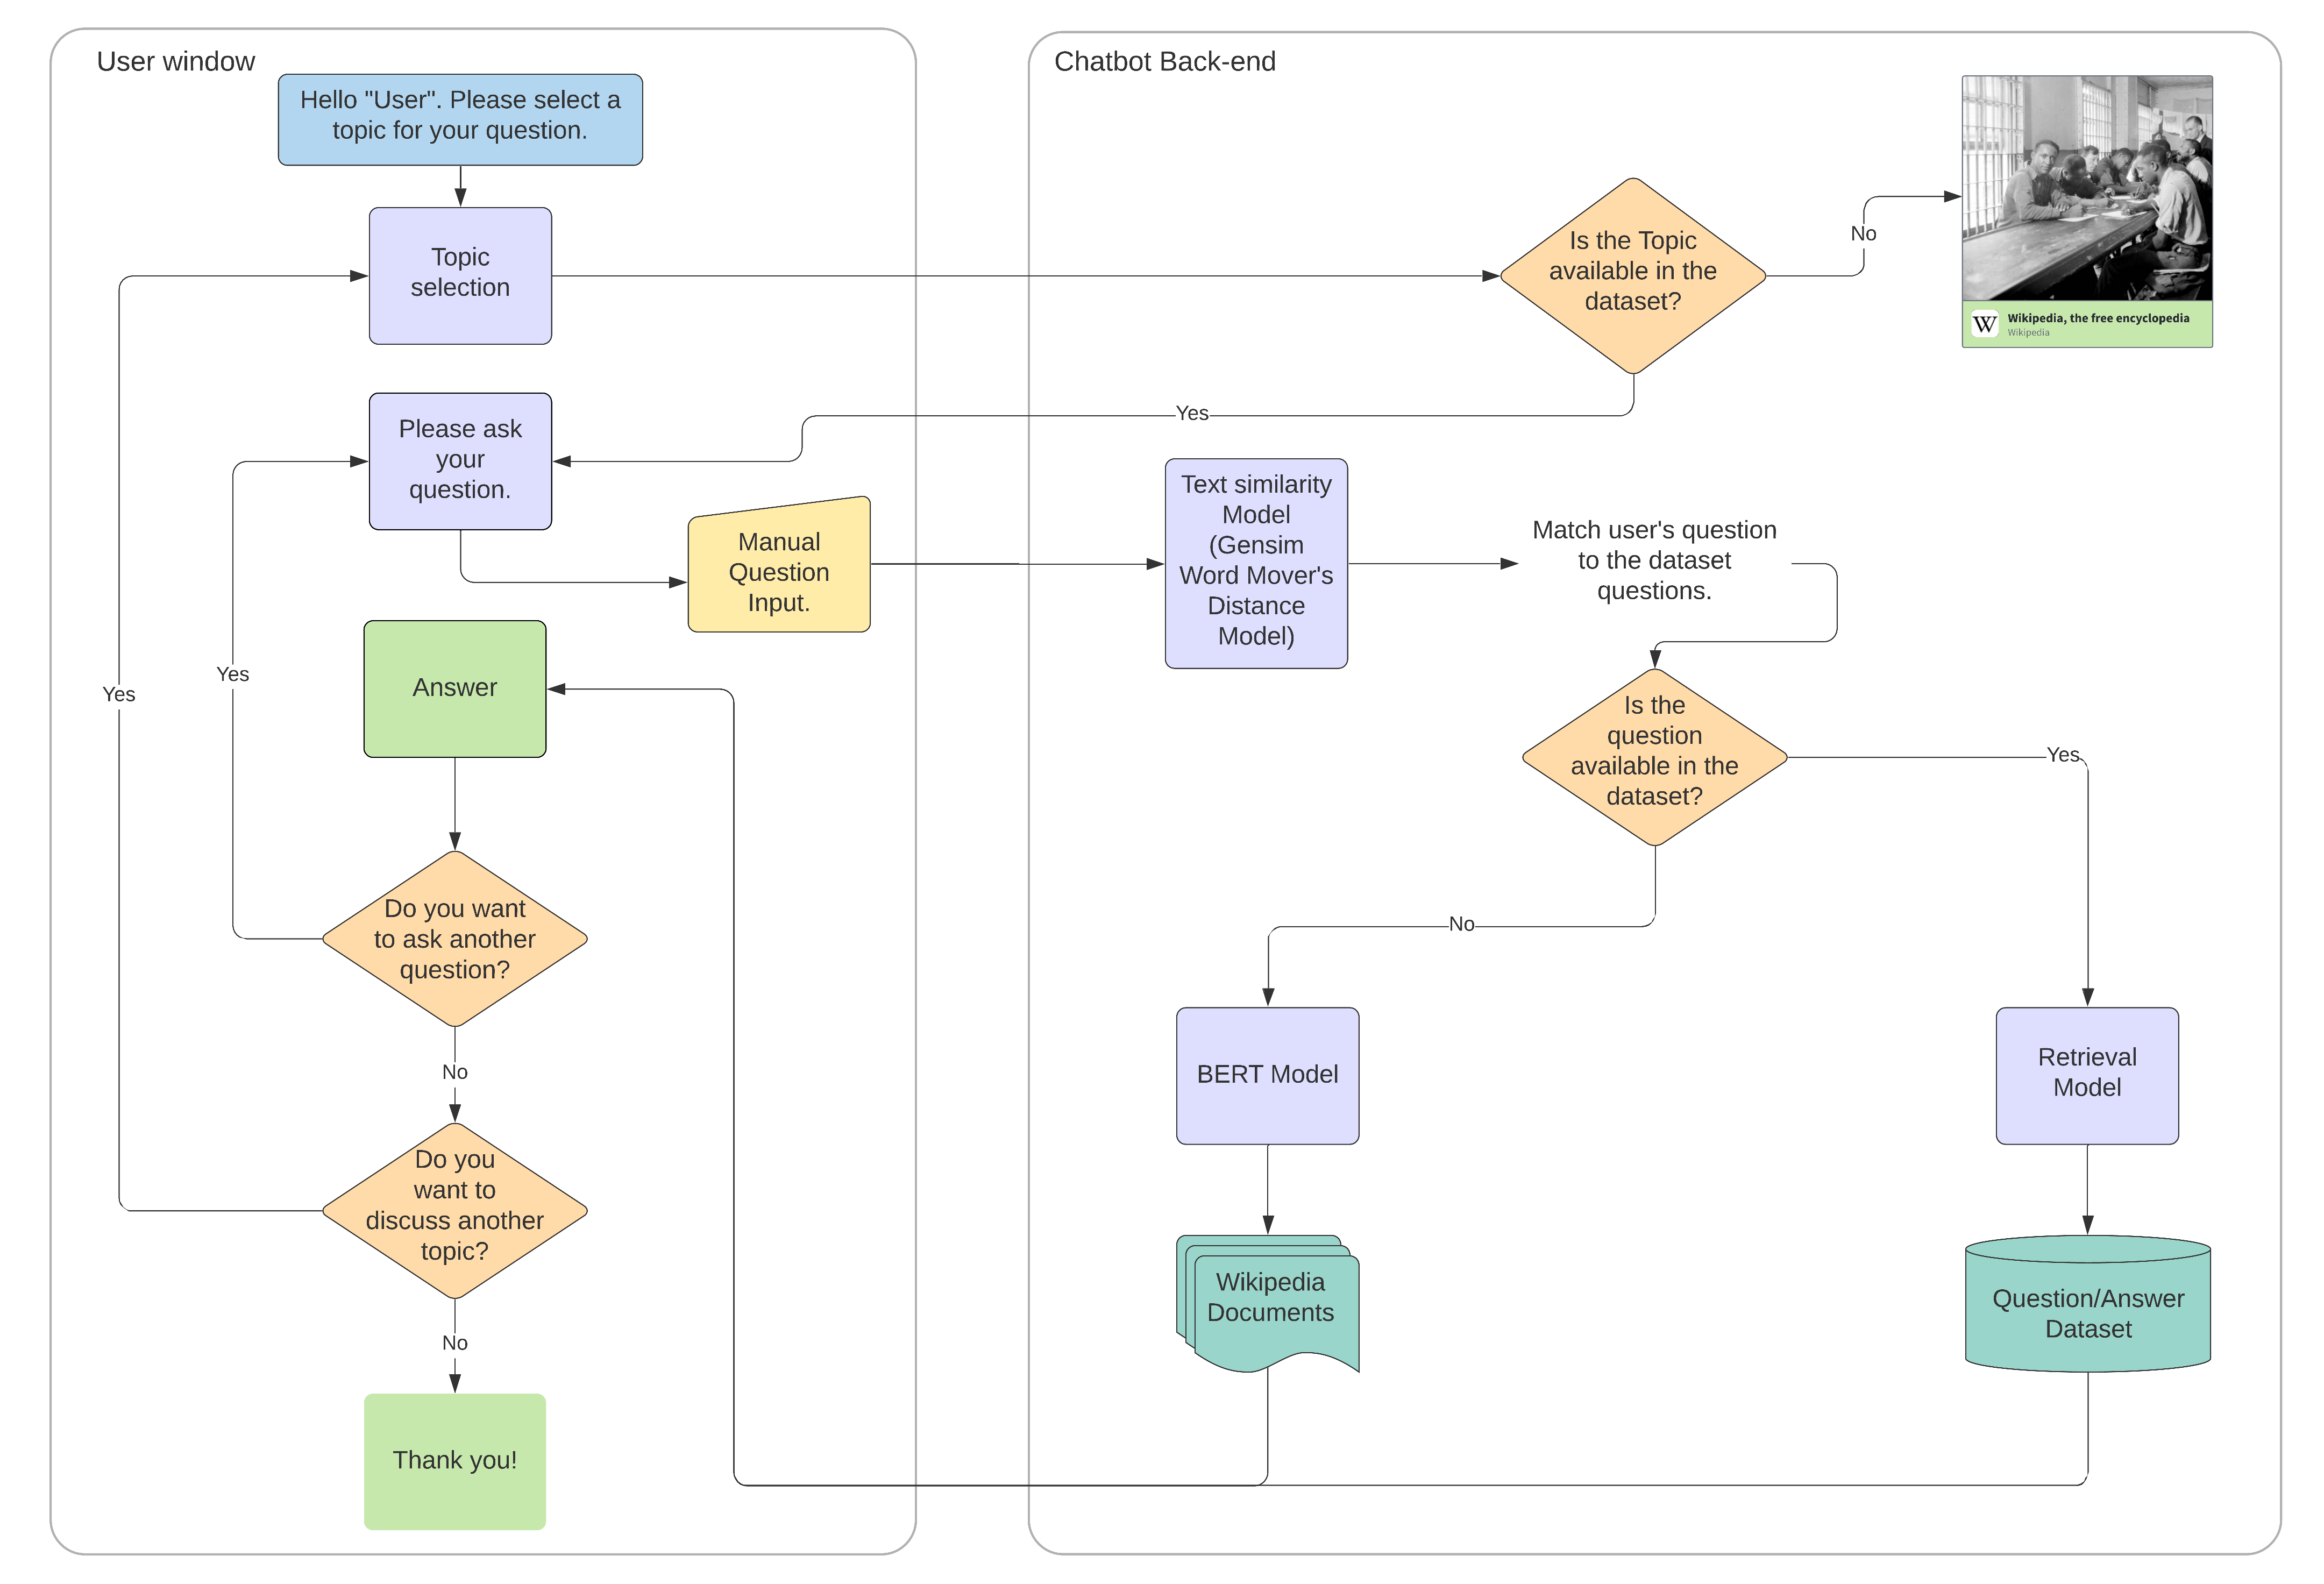 User window
Hello "User". Please select a
topic for your question.
Topic
selection
Please ask
your
question.
Manual
Question
Input.
Answer
Yes
Yes
Do you want
to ask another
question?
No
Do you
want to
discuss another
topic?
No
Thank you!
Chatbot Back-end
Is the Topic
available in the
dataset?
No
W
Wikipedia, the free encyclopedia
Wikipedia
Yes
Text similarity
Model
(Gensim
Word Mover's
Distance
Model)
Match user's question
to the dataset
questions.
Is the
question
available in the
dataset?
Yes
No
BERT Model
Retrieval
Model
Wikipedia
Documents
Question/Answer
Dataset